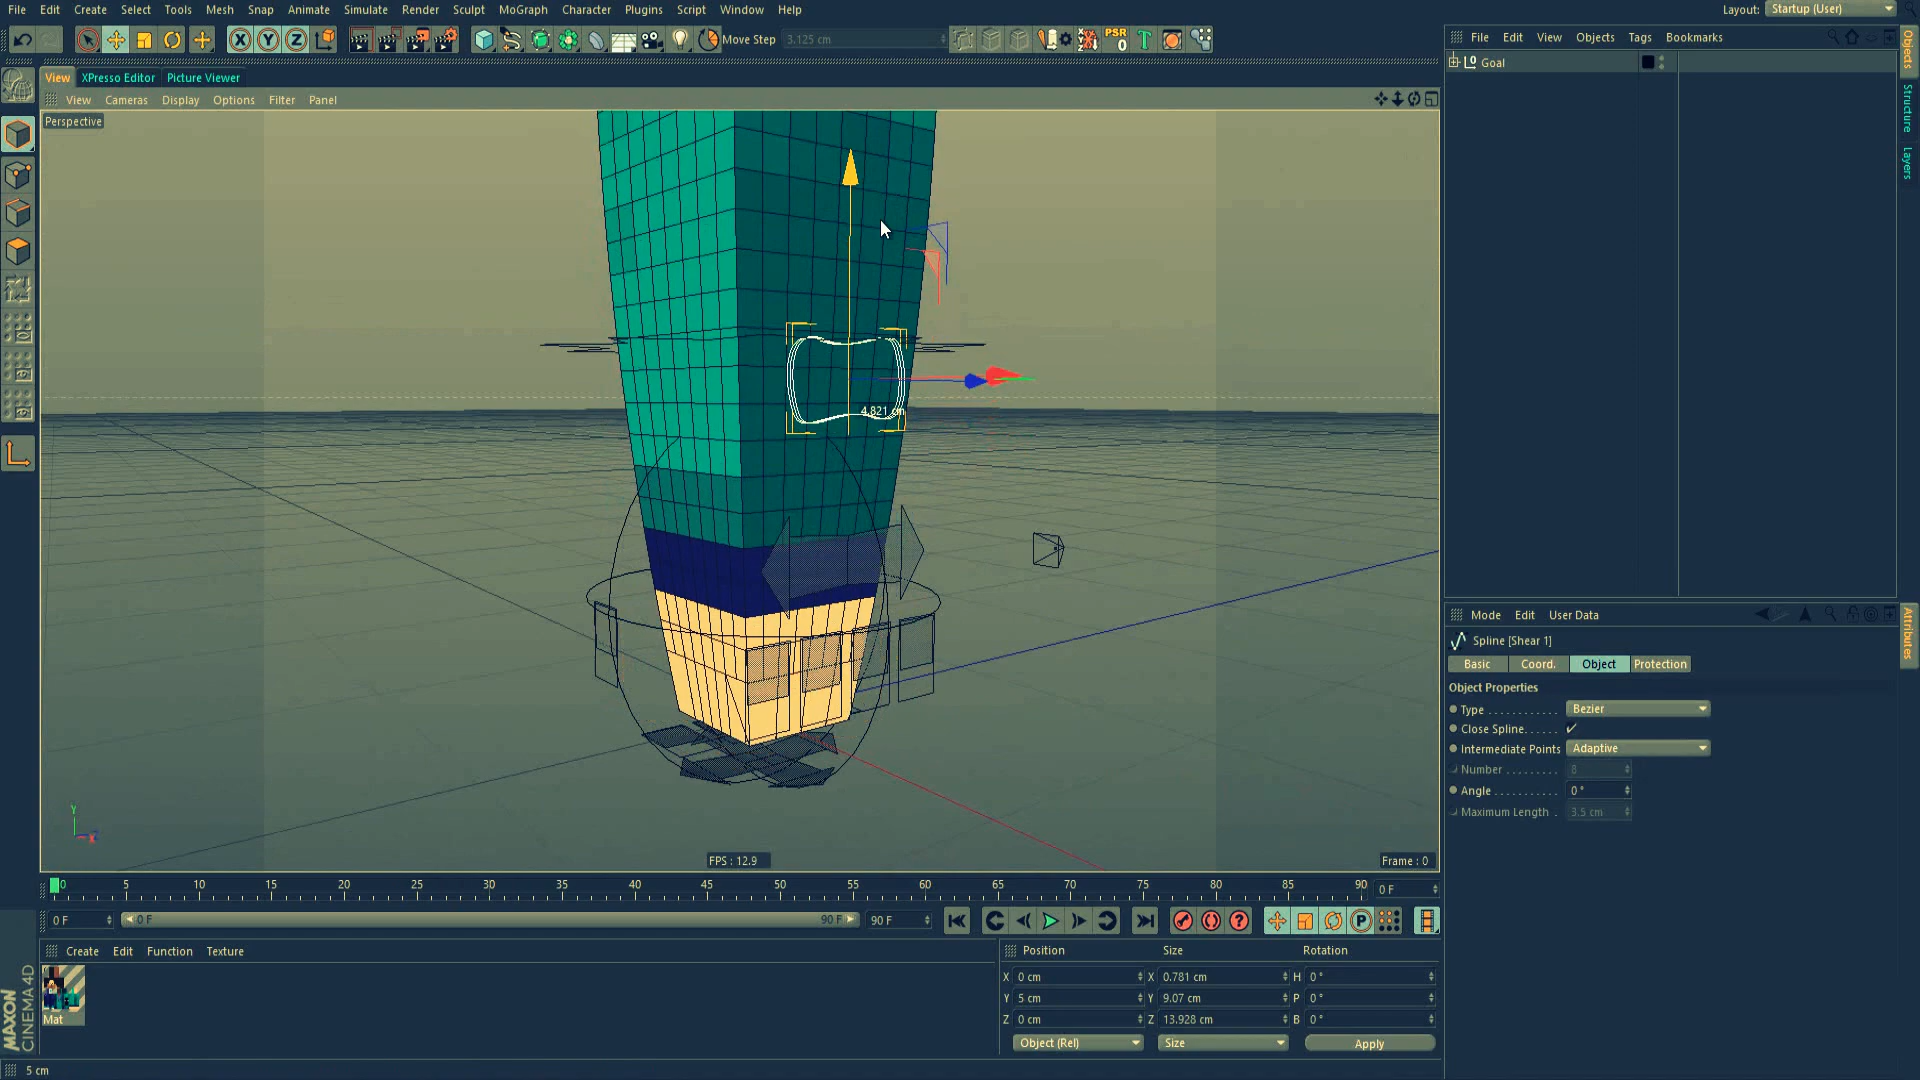 File Edit Create Select Tools Mesh Snap Animate Simulate Render Sculpt MoGraph Character Plugins Script Window Help
Layout: Startup (User)
X Y Z
Move Step 3.125 cm
PSR
0
T
File Edit View Objects Tags Bookmarks
View XPresso Editor Picture Viewer
View Cameras Display Options Filter Panel
Perspective
Goal
Objects
Structure
Layers
4.821 cm
Y
X
FPS : 12.9
Frame : 0
Mode Edit User Data
Attributes
Spline [Shear 1]
Basic Coord. Object Protection
Object Properties
Type Bezier
Close Spline
Intermediate Points Adaptive
Number 8
Angle 0 °
Maximum Length 3.5 cm
0 5 10 15 20 25 30 35 40 45 50 55 60 65 70 75 80 85 90 0 F
0 F 0 F 90 F 90 F
?
P
Create Edit Function Texture
Mat
MAXON
CINEMA 4D
Position Size Rotation
X 0 cm X 0.781 cm H 0 °
Y 5 cm Y 9.07 cm P 0 °
Z 0 cm Z 13.928 cm B 0 °
Object (Rel) Size Apply
5 cm